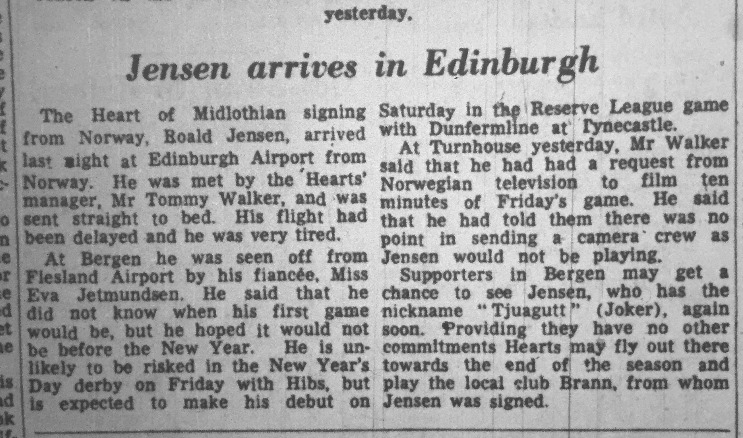 yesterday.
Jensen arrives in Edinburgh
The Heart of Midlothian signing
from Norway, Roald Jensen, arrived
last night at Edinburgh Airport from
Norway. He was met by the Hearts'
manager, Mr Tommy Walker, and was
sent straight to bed. His flight had
been delayed and he was very tired.
At Bergen he was seen off from
Flesland Airport by his fiancée, Miss
Eva Jetmundsen. He said that he
did not know when his first game
would be, but he hoped it would not
be before the New Year. He is un-
likely to be risked in the New Year's
Day derby on Friday with Hibs, but
is expected to make his debut on
Saturday in the Reserve League game
with Dunfermline at Tynecastle.
At Turnhouse yesterday, Mr Walker
said that he had had a request from
Norwegian television to film ten
minutes of Friday's game. He said
that he had told them there was no
point in sending a camera crew as
Jensen would not be playing.
Supporters in Bergen may get a
chance to see Jensen, who has the
nickname "Tjuagutt" (Joker), again
soon. Providing they have no other
commitments Hearts may fly out there
towards the end of the season and
play the local club Brann, from whom
Jensen was signed.